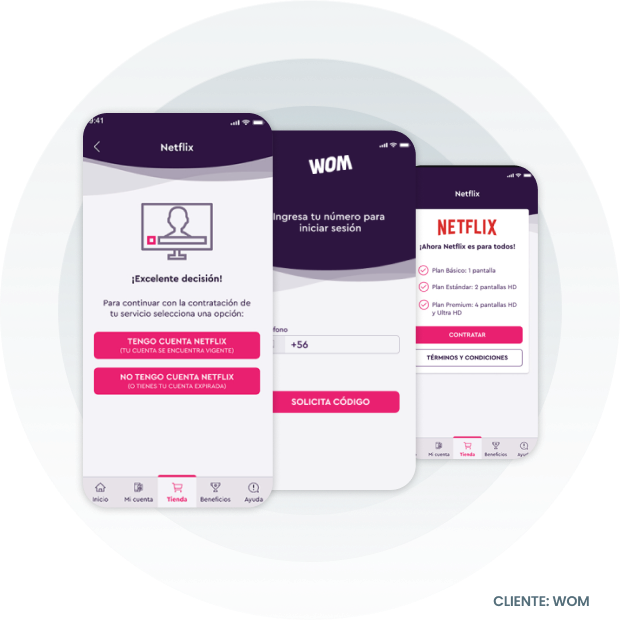 9:41
Netflix
¡Excelente decisión!
Para continuar con la contratación de
tu servicio selecciona una opción:
TENGO CUENTA NETFLIX
(TU CUENTA SE ENCUENTRA VIGENTE)
NO TENGO CUENTA NETFLIX
(O TIENES TU CUENTA EXPIRADA)
Inicio
Mi cuenta
Tienda
Beneficios
Ayuda
WOM
Ingresa tu número para
iniciar sesión
+56
SOLICITA CÓDIGO
Netflix
NETFLIX
¡Ahora Netflix es para todos!
Plan Básico: 1 pantalla
Plan Estándar: 2 pantallas HD
Plan Premium: 4 pantallas HD
y Ultra HD
CONTRATAR
TÉRMINOS Y CONDICIONES
Mi cuenta
Tienda
Beneficios
CLIENTE: WOM